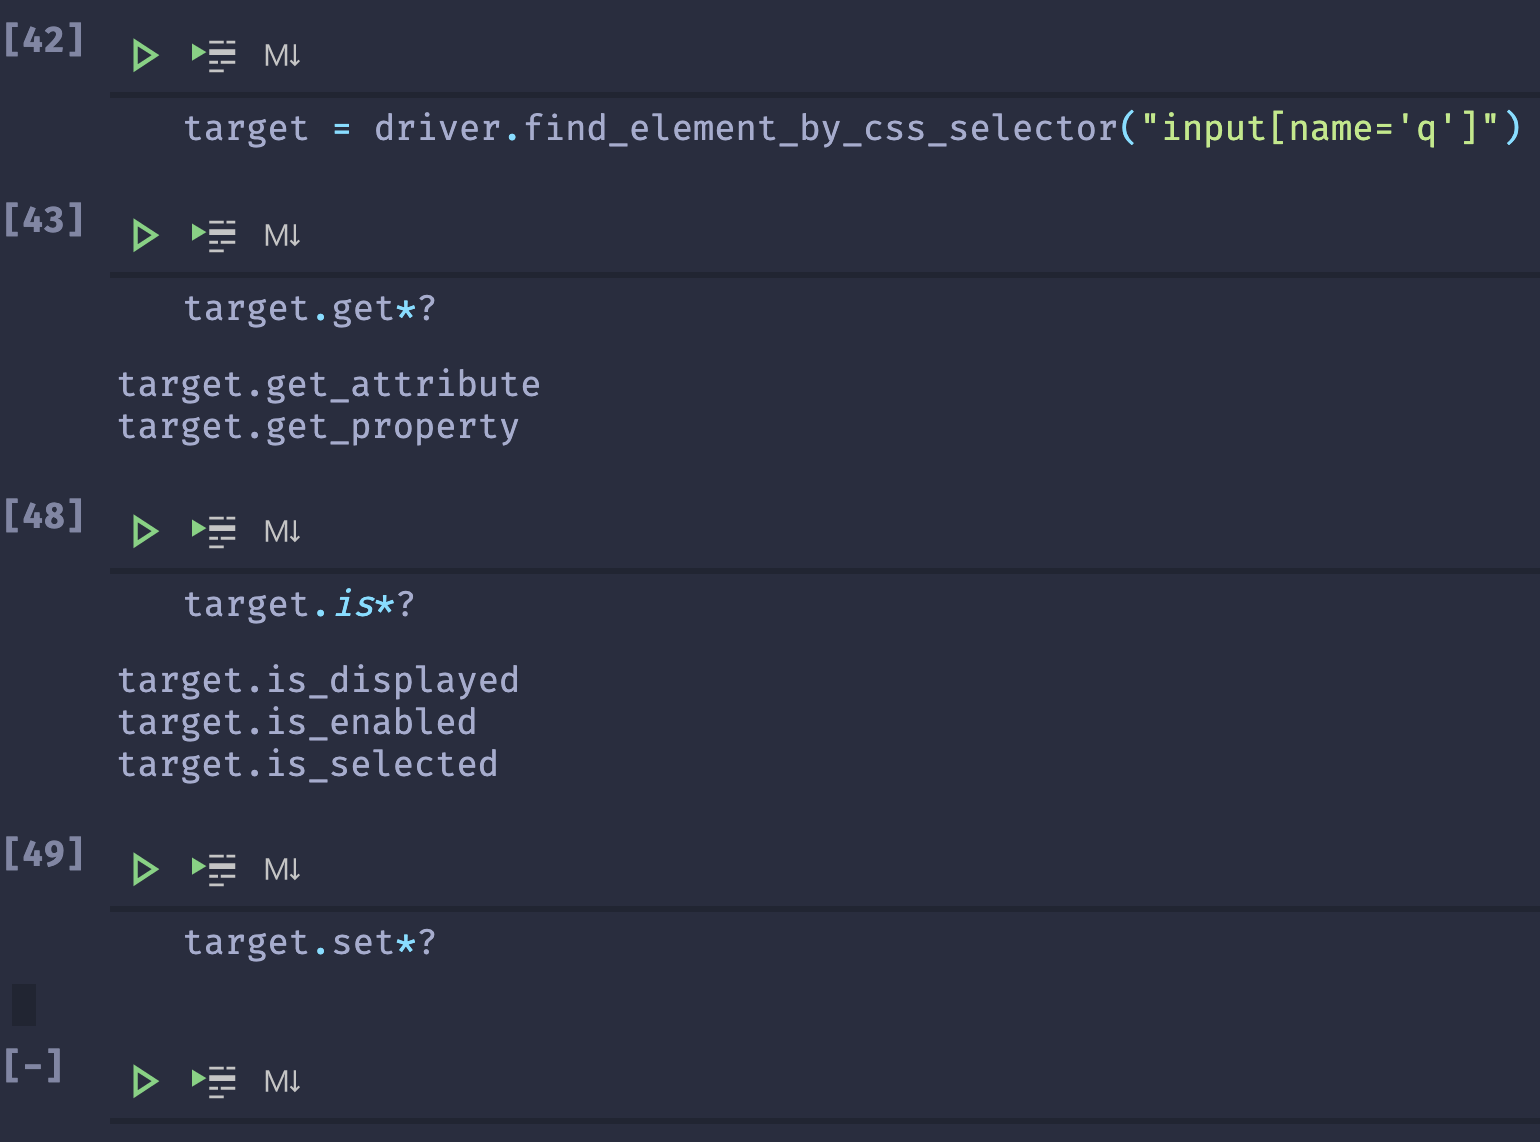 [42]
M↓
target = driver.find_element_by_css_selector("input[name='q']")
[43]
M↓
target.get*?
target.get_attribute
target.get_property
[48]
M↓
target.is*?
target.is_displayed
target.is_enabled
target.is_selected
[49]
M↓
target.set*?
[-]
M↓